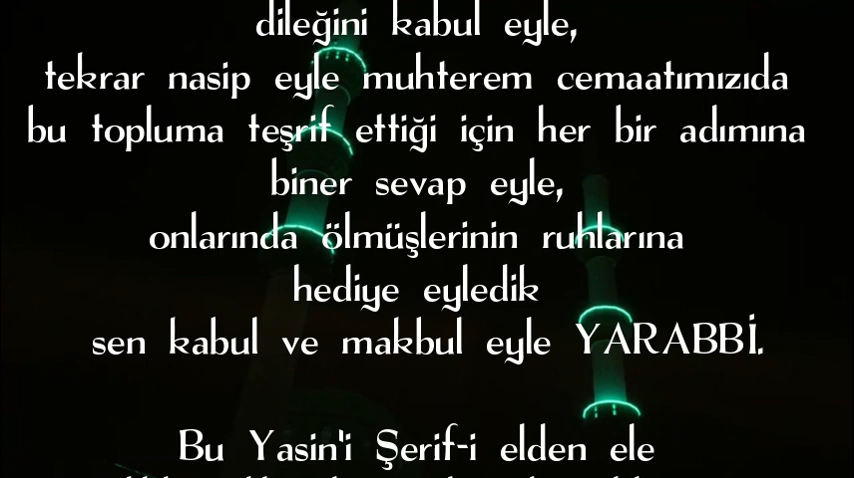 dileğini kabul eyle,
tekrar nasip eyle muhterem cemaatımızıda
bu topluma teşrif ettiği için her bir adımına
biner sevap eyle,
onlarında ölmüşlerinin ruhlarına
hediye eyledik
sen kabul ve makbul eyle YARABBİ.
Bu Yasin'i Şerif-i elden ele